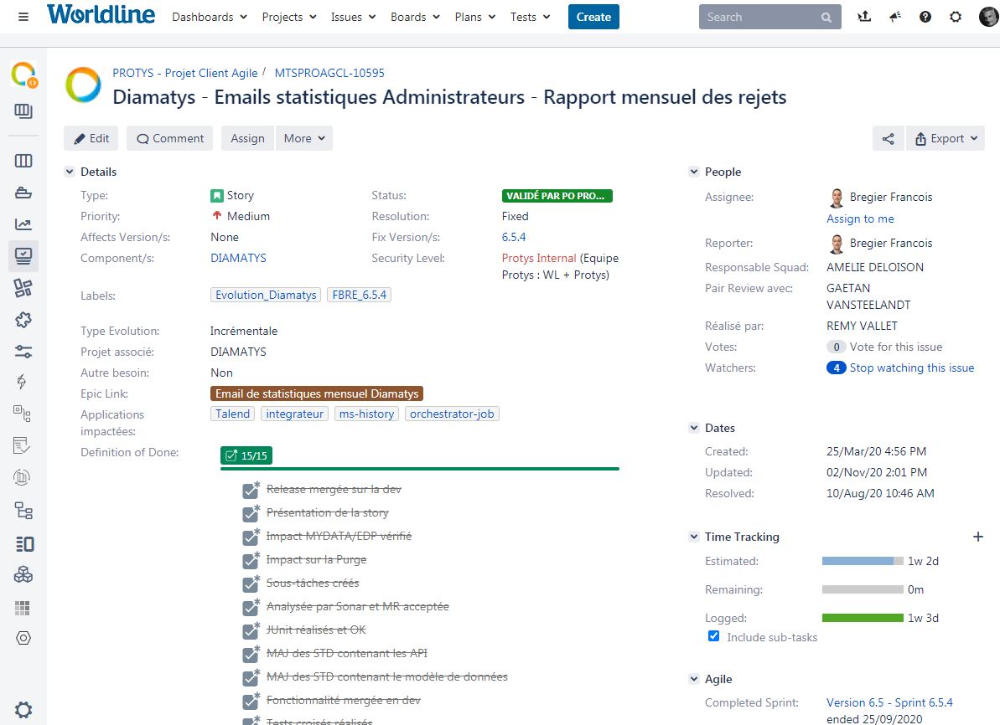 Worldline Dashboards Projects Issues Boards Plans Tests Create Search
PROTYS - Projet Client Agile / MTSPROAGCL-10595
Diamatys - Emails statistiques Administrateurs - Rapport mensuel des rejets
Edit Comment Assign More Export
Details
Type: Story Status: VALIDÉ PAR PO PRO...
Priority: Medium Resolution: Fixed
Affects Version/s: None Fix Version/s: 6.5.4
Component/s: DIAMATYS Security Level: Protys Internal (Equipe
Protys : WL + Protys)
Labels: Evolution_Diamatys FBRE_6.5.4
Type Evolution: Incrémentale
Projet associé: DIAMATYS
Autre besoin: Non
Epic Link: Email de statistiques mensuel Diamatys
Applications Talend integrateur ms-history orchestrator-job
impactées:
Definition of Done: 15/15
Release mergée sur la dev
Présentation de la story
Impact MYDATA/EDP vérifié
Impact sur la Purge
Sous-tâches créés
Analysée par Sonar et MR acceptée
JUnit réalisés et OK
MAJ des STD contenant les API
MAJ des STD contenant le modèle de données
Fonctionnalité mergée en dev
Tests croisés réalisés
People
Assignee: Bregier Francois
Assign to me
Reporter: Bregier Francois
Responsable Squad: AMELIE DELOISON
Pair Review avec: GAETAN
VANSTEELANDT
Réalisé par: REMY VALLET
Votes: 0 Vote for this issue
Watchers: 4 Stop watching this issue
Dates
Created: 25/Mar/20 4:56 PM
Updated: 02/Nov/20 2:01 PM
Resolved: 10/Aug/20 10:46 AM
Time Tracking
Estimated: 1w 2d
Remaining: 0m
Logged: 1w 3d
Include sub-tasks
Agile
Completed Sprint: Version 6.5 - Sprint 6.5.4
ended 25/09/2020